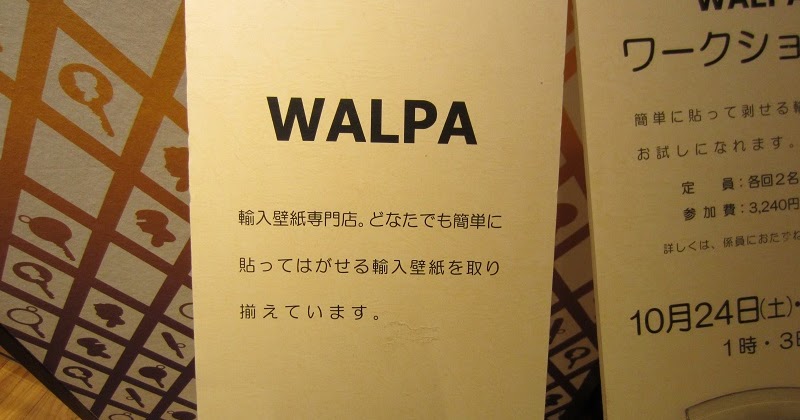 WALPA
輸入壁紙専門店。どなたでも簡単に
貼ってはがせる輸入壁紙を取り
揃えています。
WALPA
ワークショ
簡単に貼って剥せる
お試しになれます。
定　員：各回2名
参加費：3,240円
詳しくは、係員におたずね
10月24日(土)・
1時・3時